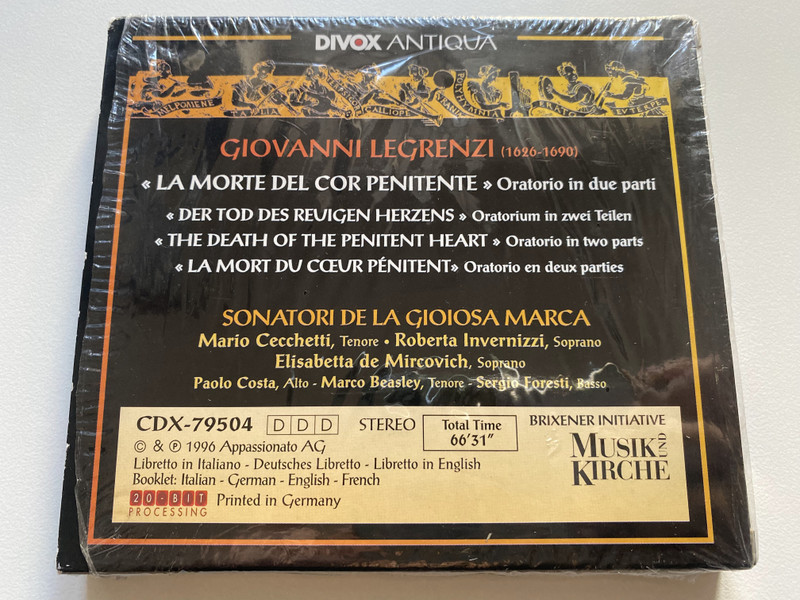 DIVOX ANTIQUA
MELPOMENE THALIA TERPSICHORE CALLIOPE URANIA POLYHYMNIA ERATO EUTERPE
GIOVANNI LEGRENZI (1626-1690)
« LA MORTE DEL COR PENITENTE » Oratorio in due parti
« DER TOD DES REUIGEN HERZENS » Oratorium in zwei Teilen
« THE DEATH OF THE PENITENT HEART » Oratorio in two parts
« LA MORT DU CŒUR PÉNITENT» Oratorio en deux parties
SONATORI DE LA GIOIOSA MARCA
Mario Cecchetti, Tenore • Roberta Invernizzi, Soprano
Elisabetta de Mircovich, Soprano
Paolo Costa, Alto - Marco Beasley, Tenore - Sergio Foresti, Basso
CDX-79504 DDD STEREO Total Time 66'31"
© & ℗ 1996 Appassionato AG
Libretto in Italiano - Deutsches Libretto - Libretto in English
Booklet: Italian - German - English - French
20-BIT PROCESSING Printed in Germany
BRIXENER INITIATIVE
MUSIK UND
KIRCHE